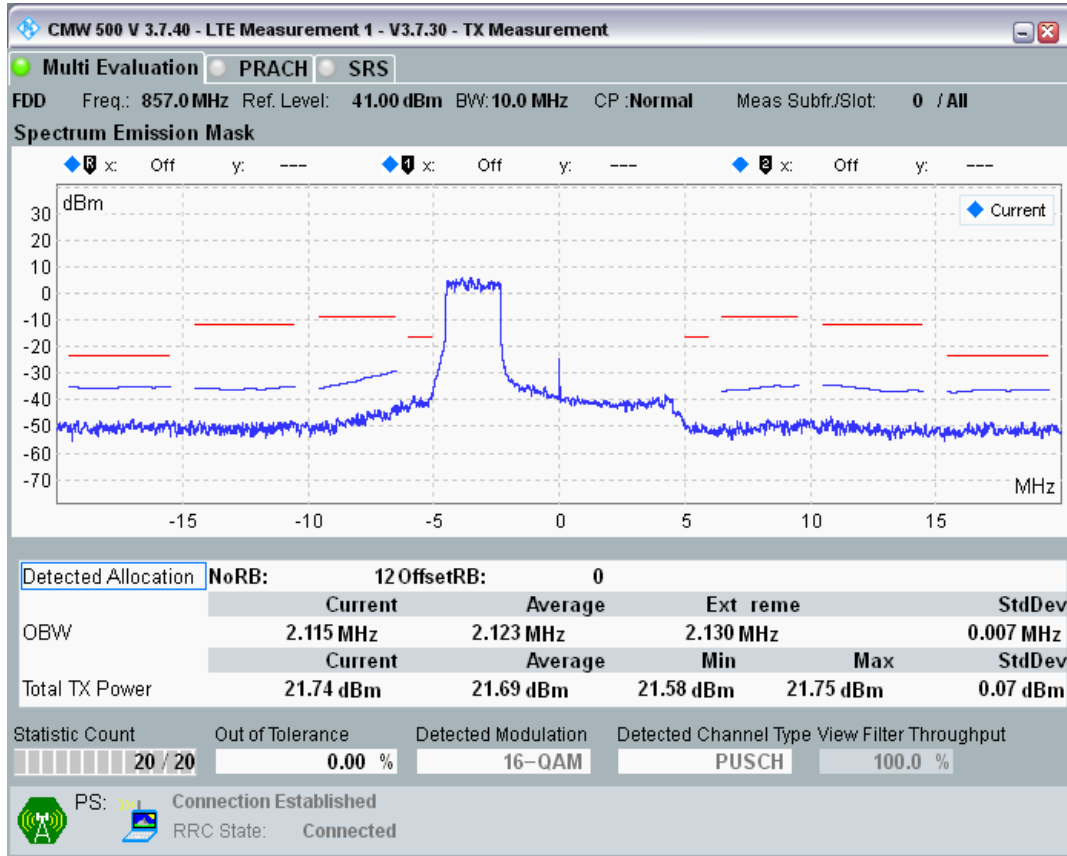 CMW 500 V 3.7.40 - LTE Measurement 1 - V3.7.30 - TX Measurement
Multi Evaluation PRACH SRS
FDD Freq.: 857.0 MHz Ref. Level: 41.00 dBm BW: 10.0 MHz CP :Normal Meas Subfr./Slot: 0 / All
Spectrum Emission Mask
R x: Off y: --- 1 x: Off y: --- 2 x: Off y: ---
dBm
Current
30
20
10
0
-10
-20
-30
-40
-50
-60
-70
MHz
-15 -10 -5 0 5 10 15
Detected Allocation NoRB: 12 OffsetRB: 0
Current Average Ext reme StdDev
OBW 2.115 MHz 2.123 MHz 2.130 MHz 0.007 MHz
Current Average Min Max StdDev
Total TX Power 21.74 dBm 21.69 dBm 21.58 dBm 21.75 dBm 0.07 dBm
Statistic Count Out of Tolerance Detected Modulation Detected Channel Type View Filter Throughput
20 / 20 0.00 % 16-QAM PUSCH 100.0 %
PS: Connection Established
RRC State: Connected